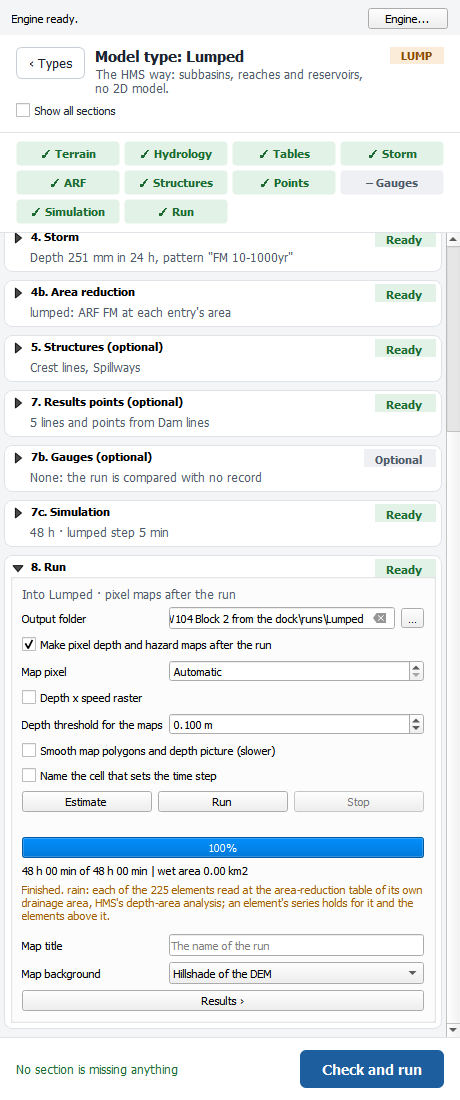 Engine ready.
Engine...
‹ Types
Model type: Lumped
LUMP
The HMS way: subbasins, reaches and reservoirs,
no 2D model.
Show all sections
✓ Terrain
✓ Hydrology
✓ Tables
✓ Storm
✓ ARF
✓ Structures
✓ Points
– Gauges
✓ Simulation
✓ Run
4. Storm
Ready
Depth 251 mm in 24 h, pattern "FM 10-1000yr"
4b. Area reduction
Ready
lumped: ARF FM at each entry's area
5. Structures (optional)
Ready
Crest lines, Spillways
7. Results points (optional)
Ready
5 lines and points from Dam lines
7b. Gauges (optional)
Optional
None: the run is compared with no record
7c. Simulation
Ready
48 h · lumped step 5 min
8. Run
Ready
Into Lumped · pixel maps after the run
Output folder
/104 Block 2 from the dock\runs\Lumped
...
Make pixel depth and hazard maps after the run
Map pixel
Automatic
Depth x speed raster
Depth threshold for the maps
0.100 m
Smooth map polygons and depth picture (slower)
Name the cell that sets the time step
Estimate
Run
Stop
100%
48 h 00 min of 48 h 00 min | wet area 0.00 km2
Finished. rain: each of the 225 elements read at the area-reduction table of its own
drainage area, HMS's depth-area analysis; an element's series holds for it and the
elements above it.
Map title
The name of the run
Map background
Hillshade of the DEM
Results ›
No section is missing anything
Check and run